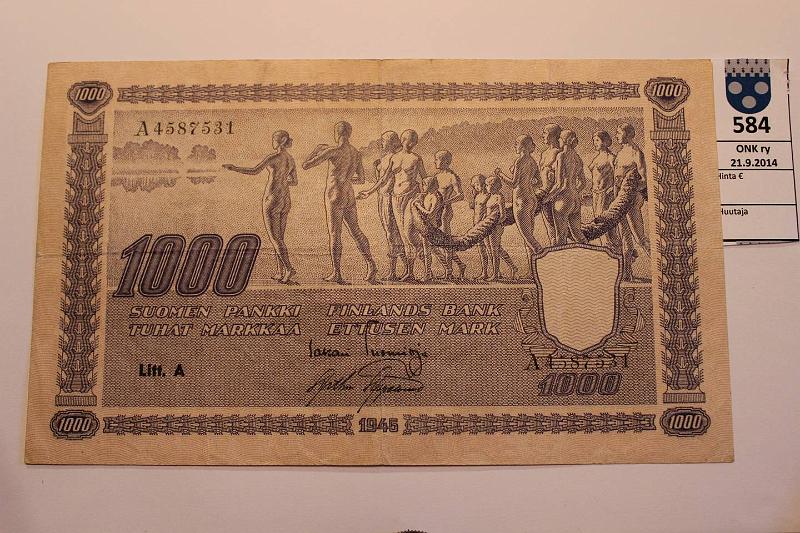 1000
1000
A4587531
1000
SUOMEN PANKKI FINLANDS BANK
TUHAT MARKKAA ETTUSEN MARK
Litt. A
A4587531
1000
1000
1945
1000
584
ONK ry
21.9.2014
Hinta €
Huutaja